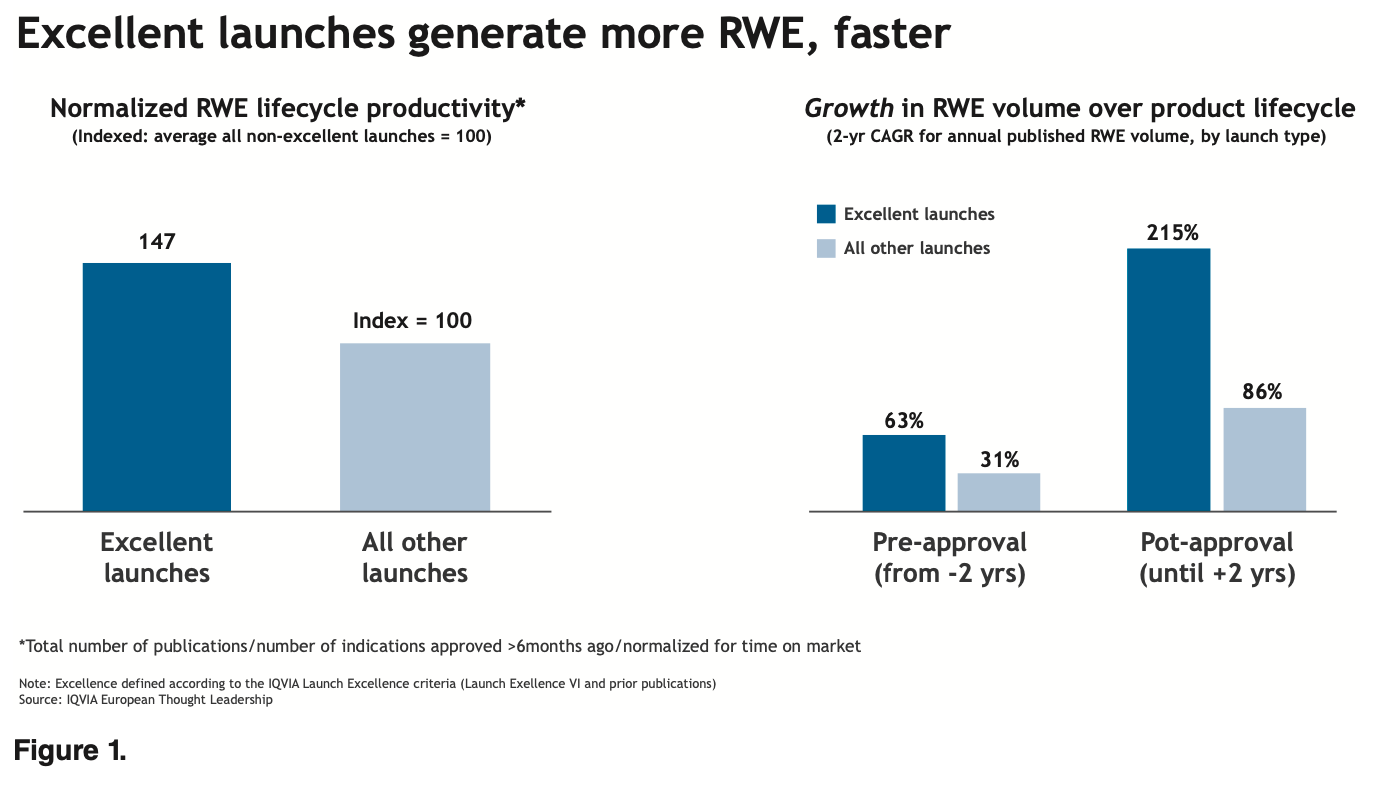 Excellent launches generate more RWE, faster
Normalized RWE lifecycle productivity*
(Indexed: average all non-excellent launches = 100)
147
Index = 100
Excellent
launches
All other
launches
Growth in RWE volume over product lifecycle
(2-yr CAGR for annual published RWE volume, by launch type)
Excellent launches
All other launches
63%
31%
215%
86%
Pre-approval
(from -2 yrs)
Pot-approval
(until +2 yrs)
*Total number of publications/number of indications approved >6months ago/normalized for time on market
Note: Excellence defined according to the IQVIA Launch Excellence criteria (Launch Exellence VI and prior publications)
Source: IQVIA European Thought Leadership
Figure 1.